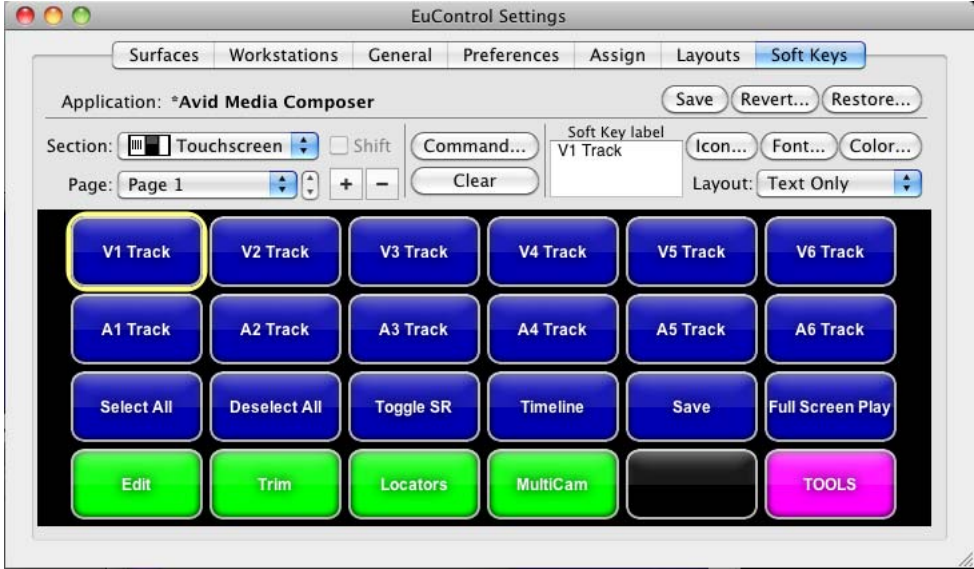 EuControl Settings
Surfaces Workstations General Preferences Assign Layouts Soft Keys
Application: *Avid Media Composer Save Revert... Restore...
Section: Touchscreen Shift Command... Soft Key label Icon... Font... Color...
V1 Track
Page: Page 1 + - Clear Layout: Text Only
V1 Track V2 Track V3 Track V4 Track V5 Track V6 Track
A1 Track A2 Track A3 Track A4 Track A5 Track A6 Track
Select All Deselect All Toggle SR Timeline Save Full Screen Play
Edit Trim Locators MultiCam TOOLS